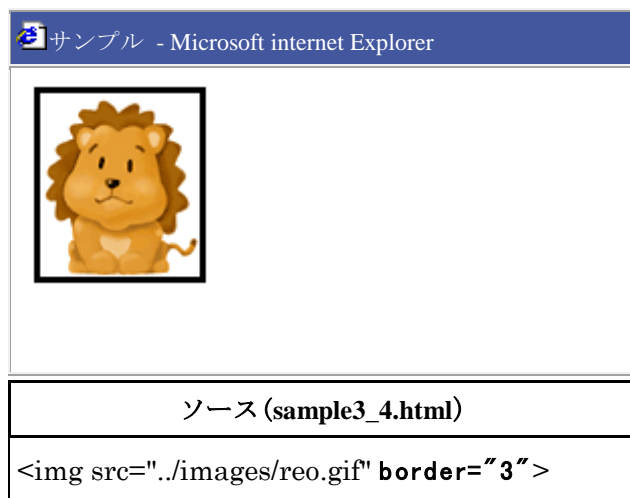 サンプル - Microsoft internet Explorer
ソース(sample3_4.html)
<img src="../images/reo.gif" border="3">